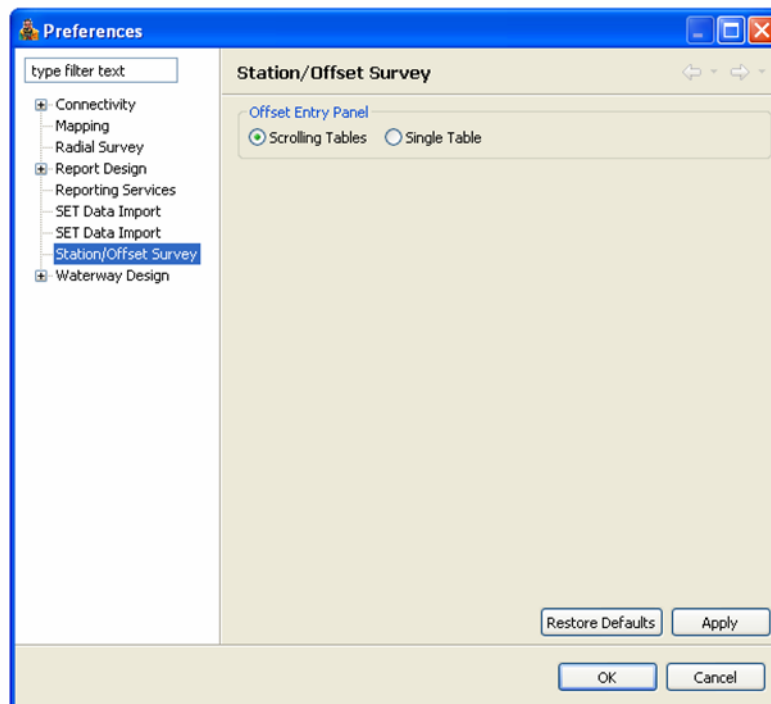 Preferences
type filter text
Station/Offset Survey
Connectivity
Mapping
Radial Survey
Report Design
Reporting Services
SET Data Import
SET Data Import
Station/Offset Survey
Waterway Design
Offset Entry Panel
Scrolling Tables Single Table
Restore Defaults Apply
OK Cancel